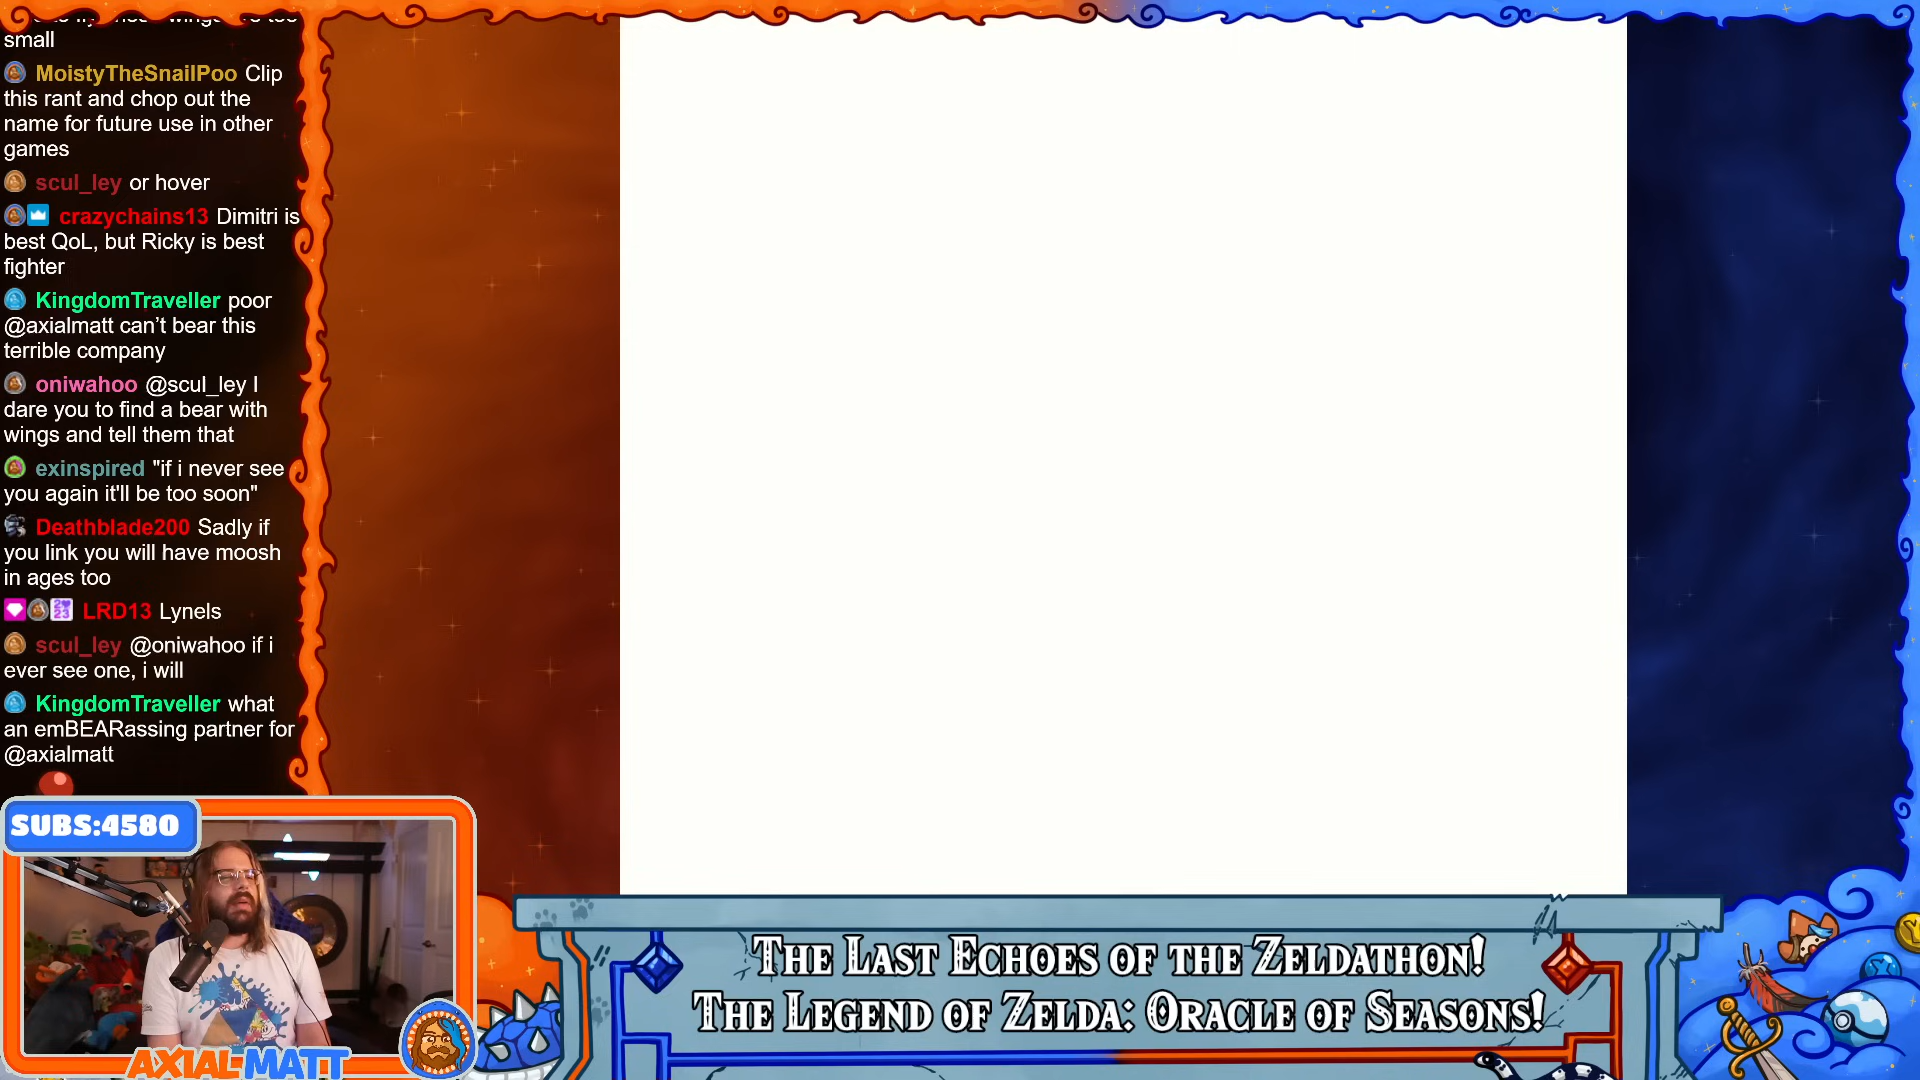 small
MoistyTheSnailPoo Clip
this rant and chop out the
name for future use in other
games
scul_ley or hover
crazychains13 Dimitri is
best QoL, but Ricky is best
fighter
KingdomTraveller poor
@axialmatt can't bear this
terrible company
oniwahoo @scul_ley I
dare you to find a bear with
wings and tell them that
exinspired "if i never see
you again it'll be too soon"
Deathblade200 Sadly if
you link you will have moosh
in ages too
LRD13 Lynels
scul_ley @oniwahoo if i
ever see one, i will
KingdomTraveller what
an emBEARassing partner for
@axialmatt
SUBS:4580
AXIALMATT
The Last Echoes of the Zeldathon!
The Legend of Zelda: Oracle of Seasons!